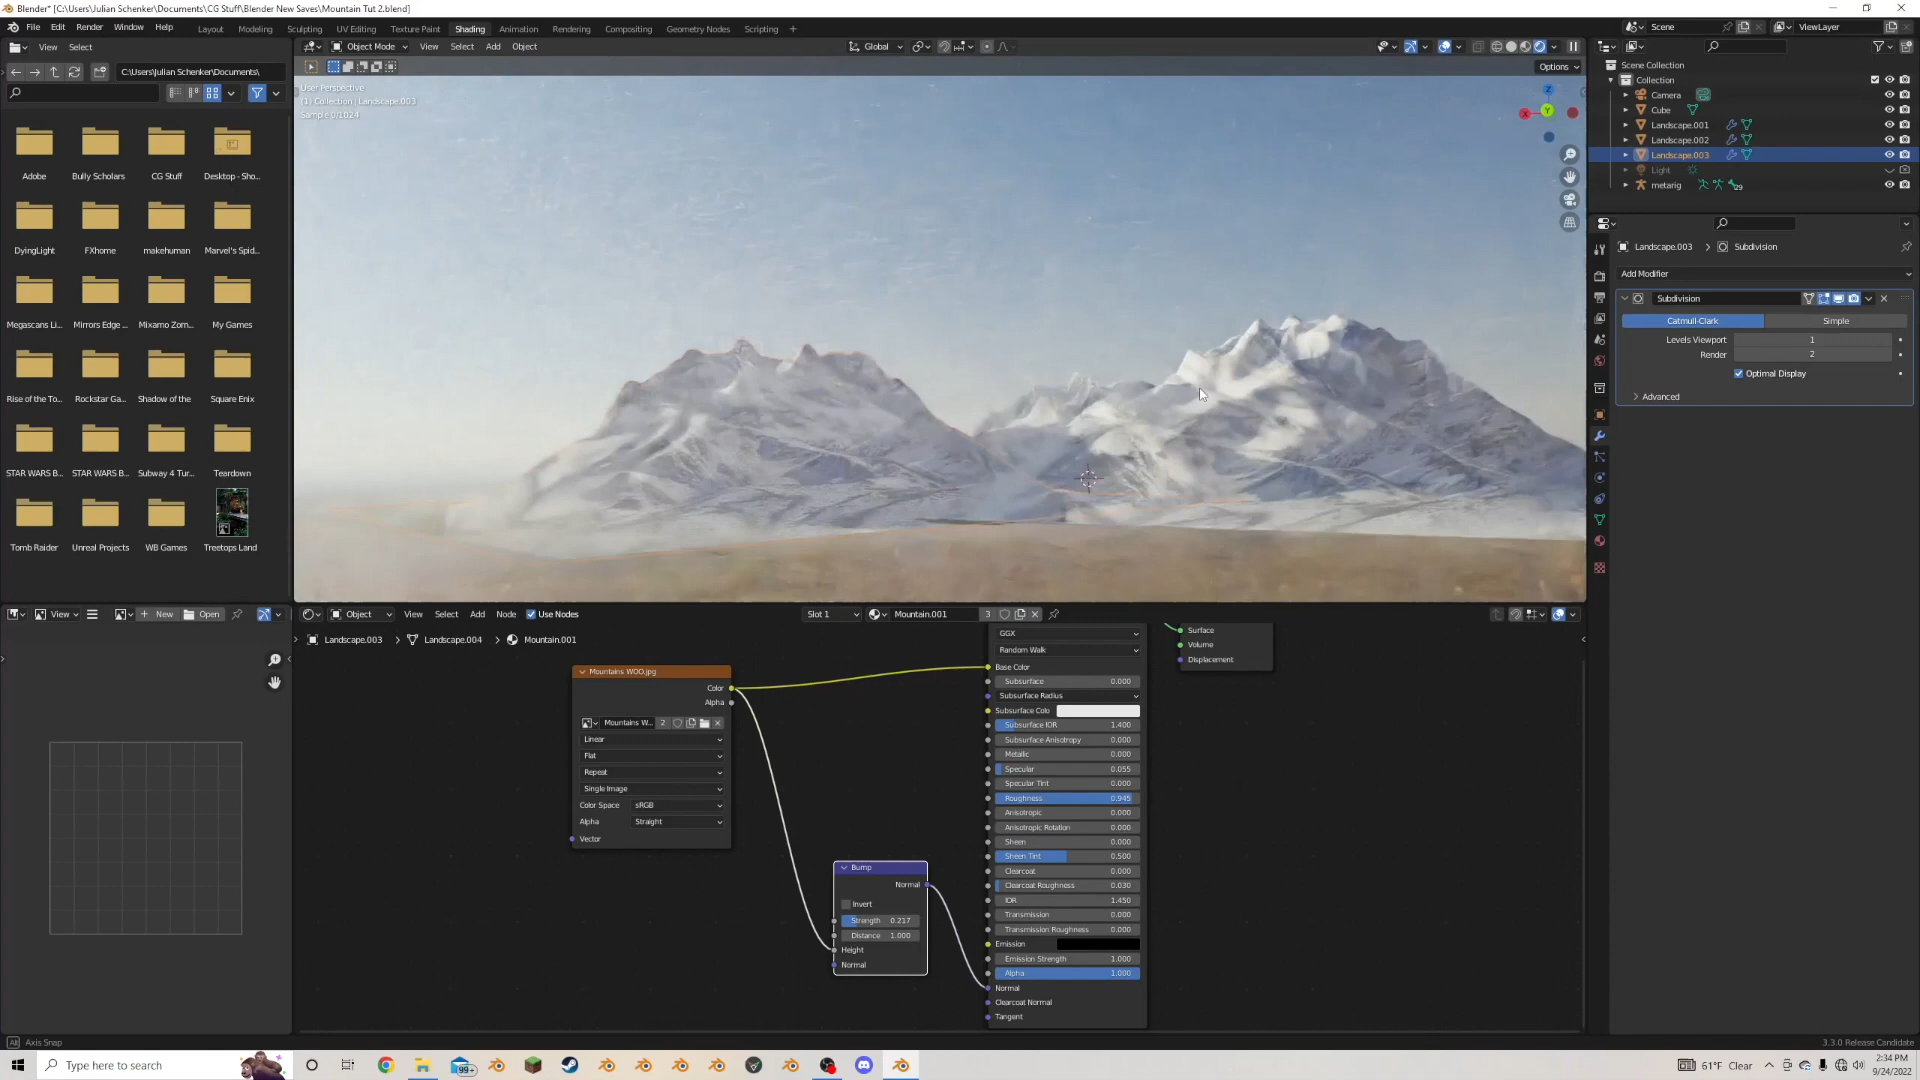 Blender* [C:\Users\Julian Schenker\Documents\CG Stuff\Blender New Saves\Mountain Tut 2.blend]
File Edit Render Window Help Layout Modeling Sculpting UV Editing Texture Paint Shading Animation Rendering Compositing Geometry Nodes Scripting + Scene ViewLayer
View Select Object Mode View Select Add Object Global
C:\Users\Julian Schenker\Documents\
Options
User Perspective
(1) Collection | Landscape.003
Sample 0/1024
X
Y
Z
Adobe Bully Scholars CG Stuff Desktop - Sho...
DyingLight FXhome makehuman Marvel's Spid...
Megascans Li... Mirrors Edge ... Mixamo Zom... My Games
Rise of the To... Rockstar Ga... Shadow of the Square Enix
STAR WARS B... STAR WARS B... Subway 4 Tur... Teardown
Tomb Raider Unreal Projects WB Games Treetops Land
Scene Collection
Collection
Camera
Cube
Landscape.001
Landscape.002
Landscape.003
Light
metarig 29
Landscape.003 > Subdivision
Add Modifier
Subdivision
Catmull-Clark Simple
Levels Viewport 1
Render 2
Optimal Display
Advanced
View New Open Object View Select Add Node Use Nodes Slot 1 Mountain.001 3
Landscape.003 > Landscape.004 > Mountain.001
Mountains WOO.jpg
Color
Alpha
Mountains W... 2
Linear
Flat
Repeat
Single Image
Color Space sRGB
Alpha Straight
Vector
Bump
Normal
Invert
Strength 0.217
Distance 1.000
Height
Normal
GGX
Random Walk
Base Color
Subsurface 0.000
Subsurface Radius
Subsurface Colo
Subsurface IOR 1.400
Subsurface Anisotropy 0.000
Metallic 0.000
Specular 0.055
Specular Tint 0.000
Roughness 0.945
Anisotropic 0.000
Anisotropic Rotation 0.000
Sheen 0.000
Sheen Tint 0.500
Clearcoat 0.000
Clearcoat Roughness 0.030
IOR 1.450
Transmission 0.000
Transmission Roughness 0.000
Emission
Emission Strength 1.000
Alpha 1.000
Normal
Clearcoat Normal
Tangent
Surface
Volume
Displacement
Alt Axis Snap 3.3.0 Release Candidate
Type here to search 99+ 61°F Clear 2:34 PM
9/24/2022